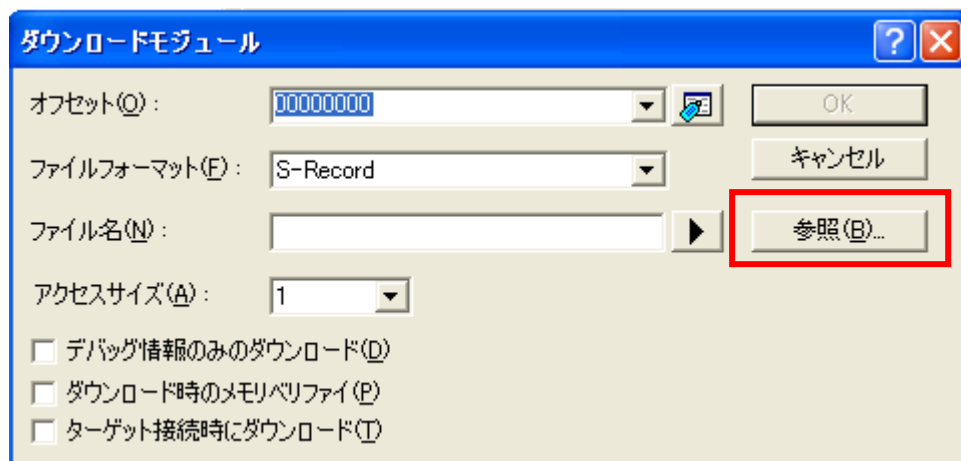 ダウンロードモジュール
オフセット(O)：
00000000
OK
ファイルフォーマット(F)：
S-Record
キャンセル
ファイル名(N)：
参照(B)...
アクセスサイズ(A)：
1
デバッグ情報のみのダウンロード(D)
ダウンロード時のメモリベリファイ(P)
ターゲット接続時にダウンロード(T)